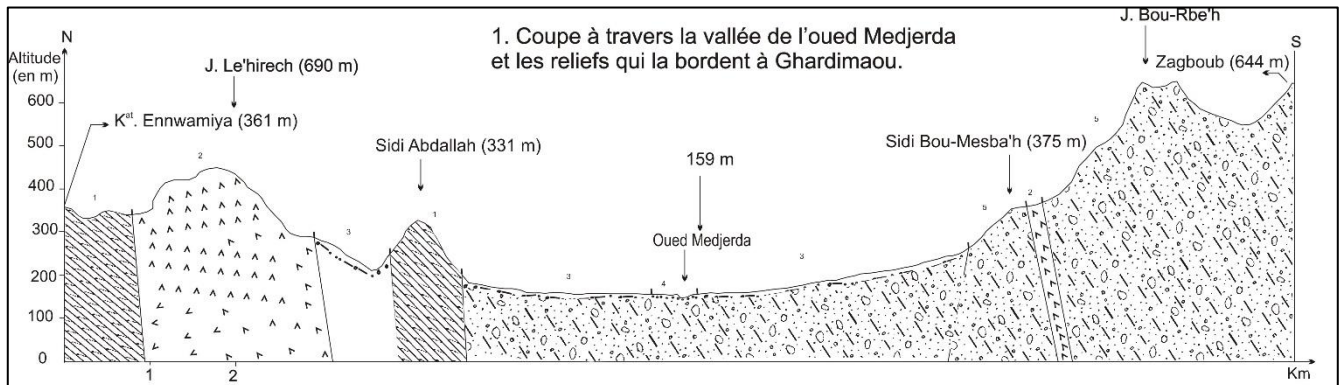 J. Bou-Rbe'h
N
1. Coupe à travers la vallée de l'oued Medjerda
et les reliefs qui la bordent à Ghardimaou.
S
Altitude
(en m)
J. Le'hirech (690 m)
Zagboub (644 m)
600
Kat. Ennwamiya (361 m)
500
Sidi Abdallah (331 m)
159 m
Sidi Bou-Mesba'h (375 m)
5
2
400
1
1
2
5
300
3
Oued Medjerda
3
200
3
4
100
0
1
2
Km